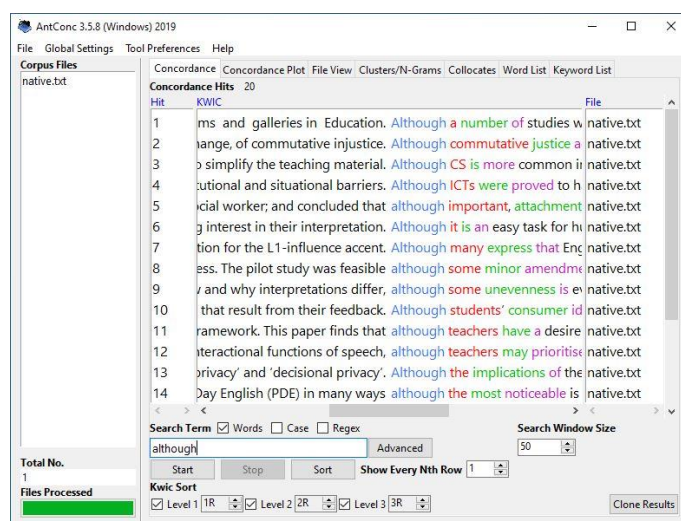 AntConc 3.5.8 (Windows) 2019
File Global Settings Tool Preferences Help
Corpus Files
native.txt
Concordance Concordance Plot File View Clusters/N-Grams Collocates Word List Keyword List
Concordance Hits 20
Hit KWIC File
1 ms and galleries in Education. Although a number of studies w native.txt
2 ange, of commutative injustice. Although commutative justice a native.txt
3 o simplify the teaching material. Although CS is more common in native.txt
4 tutional and situational barriers. Although ICTs were proved to h native.txt
5 cial worker; and concluded that although important, attachment native.txt
6 g interest in their interpretation. Although it is an easy task for hu native.txt
7 tion for the L1-influence accent. Although many express that Eng native.txt
8 ess. The pilot study was feasible although some minor amendme native.txt
9 and why interpretations differ, although some unevenness is ev native.txt
10 that result from their feedback. Although students' consumer id native.txt
11 ramework. This paper finds that although teachers have a desire native.txt
12 nteractional functions of speech, although teachers may prioritise native.txt
13 privacy' and 'decisional privacy'. Although the implications of the native.txt
14 Day English (PDE) in many ways although the most noticeable is native.txt
Search Term Words Case Regex Search Window Size
although Advanced 50
Start Stop Sort Show Every Nth Row 1
Kwic Sort
Level 1 1R Level 2 2R Level 3 3R Clone Results
Total No.
1
Files Processed